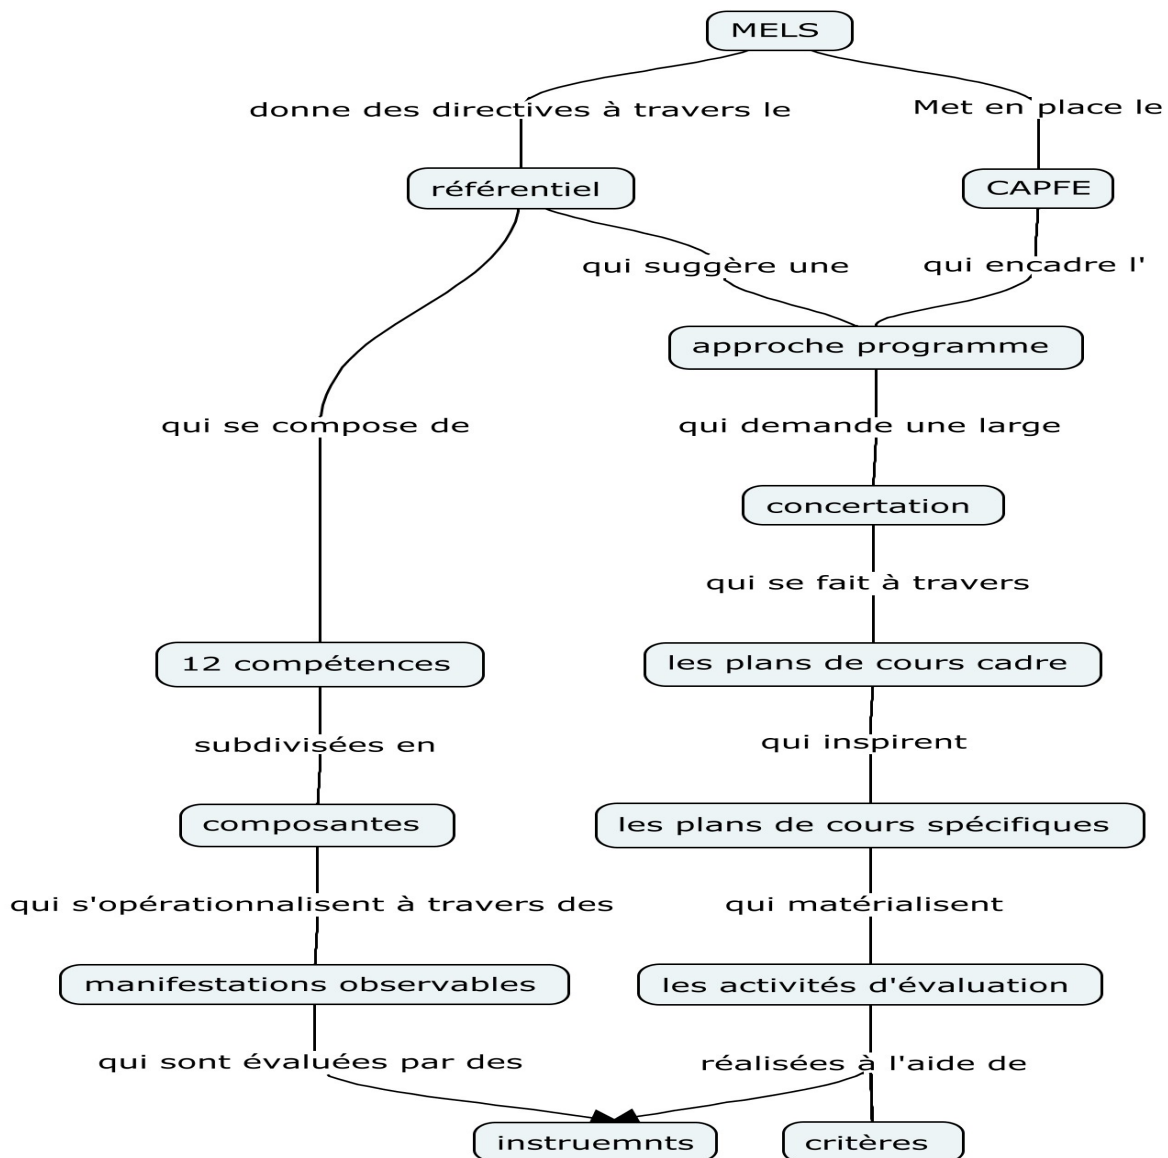 MELS
donne des directives à travers le
Met en place le
référentiel
CAPFE
qui suggère une
qui encadre l'
approche programme
qui se compose de
qui demande une large
concertation
qui se fait à travers
12 compétences
les plans de cours cadre
subdivisées en
qui inspirent
composantes
les plans de cours spécifiques
qui s'opérationnalisent à travers des
qui matérialisent
manifestations observables
les activités d'évaluation
qui sont évaluées par des
réalisées à l'aide de
instruemnts
critères